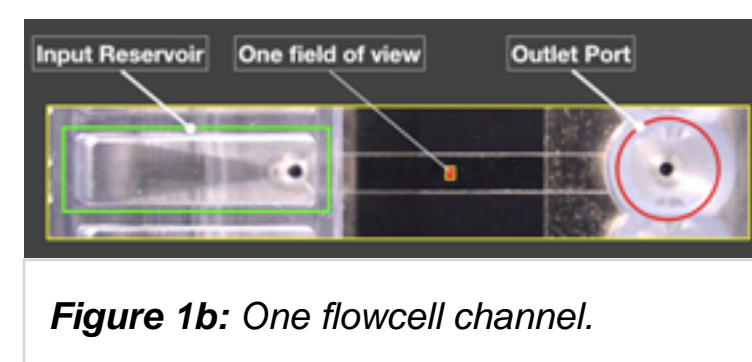 Input Reservoir One field of view Outlet Port
Figure 1b: One flowcell channel.